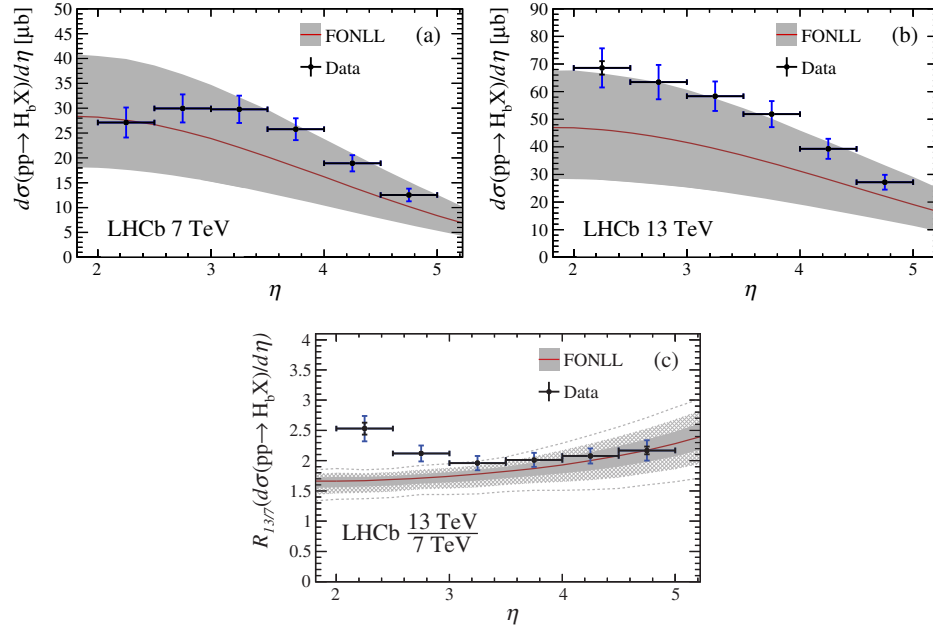 dσ(pp→ H_b X)/dη [μb]
50
45
40
35
30
25
20
15
10
5
0
FONLL
Data
(a)
LHCb 7 TeV
2
3
4
5
η
dσ(pp→ H_b X)/dη [μb]
90
80
70
60
50
40
30
20
10
0
FONLL
Data
(b)
LHCb 13 TeV
2
3
4
5
η
R_{13/7}(dσ(pp→ H_b X)/dη)
4
3.5
3
2.5
2
1.5
1
0.5
0
FONLL
Data
(c)
LHCb 13 TeV
7 TeV
2
3
4
5
η